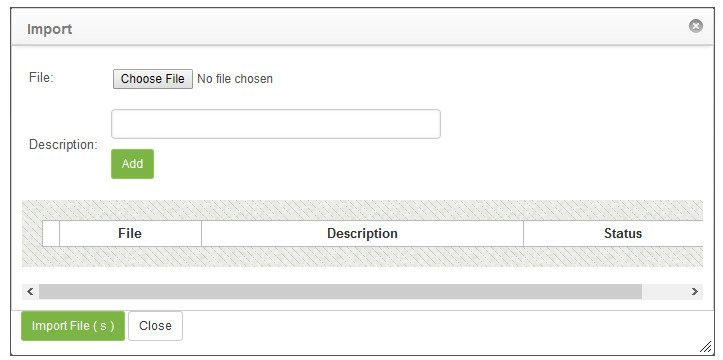 Import
File: Choose File No file chosen
Description:
Add
File Description Status
Import File ( s ) Close